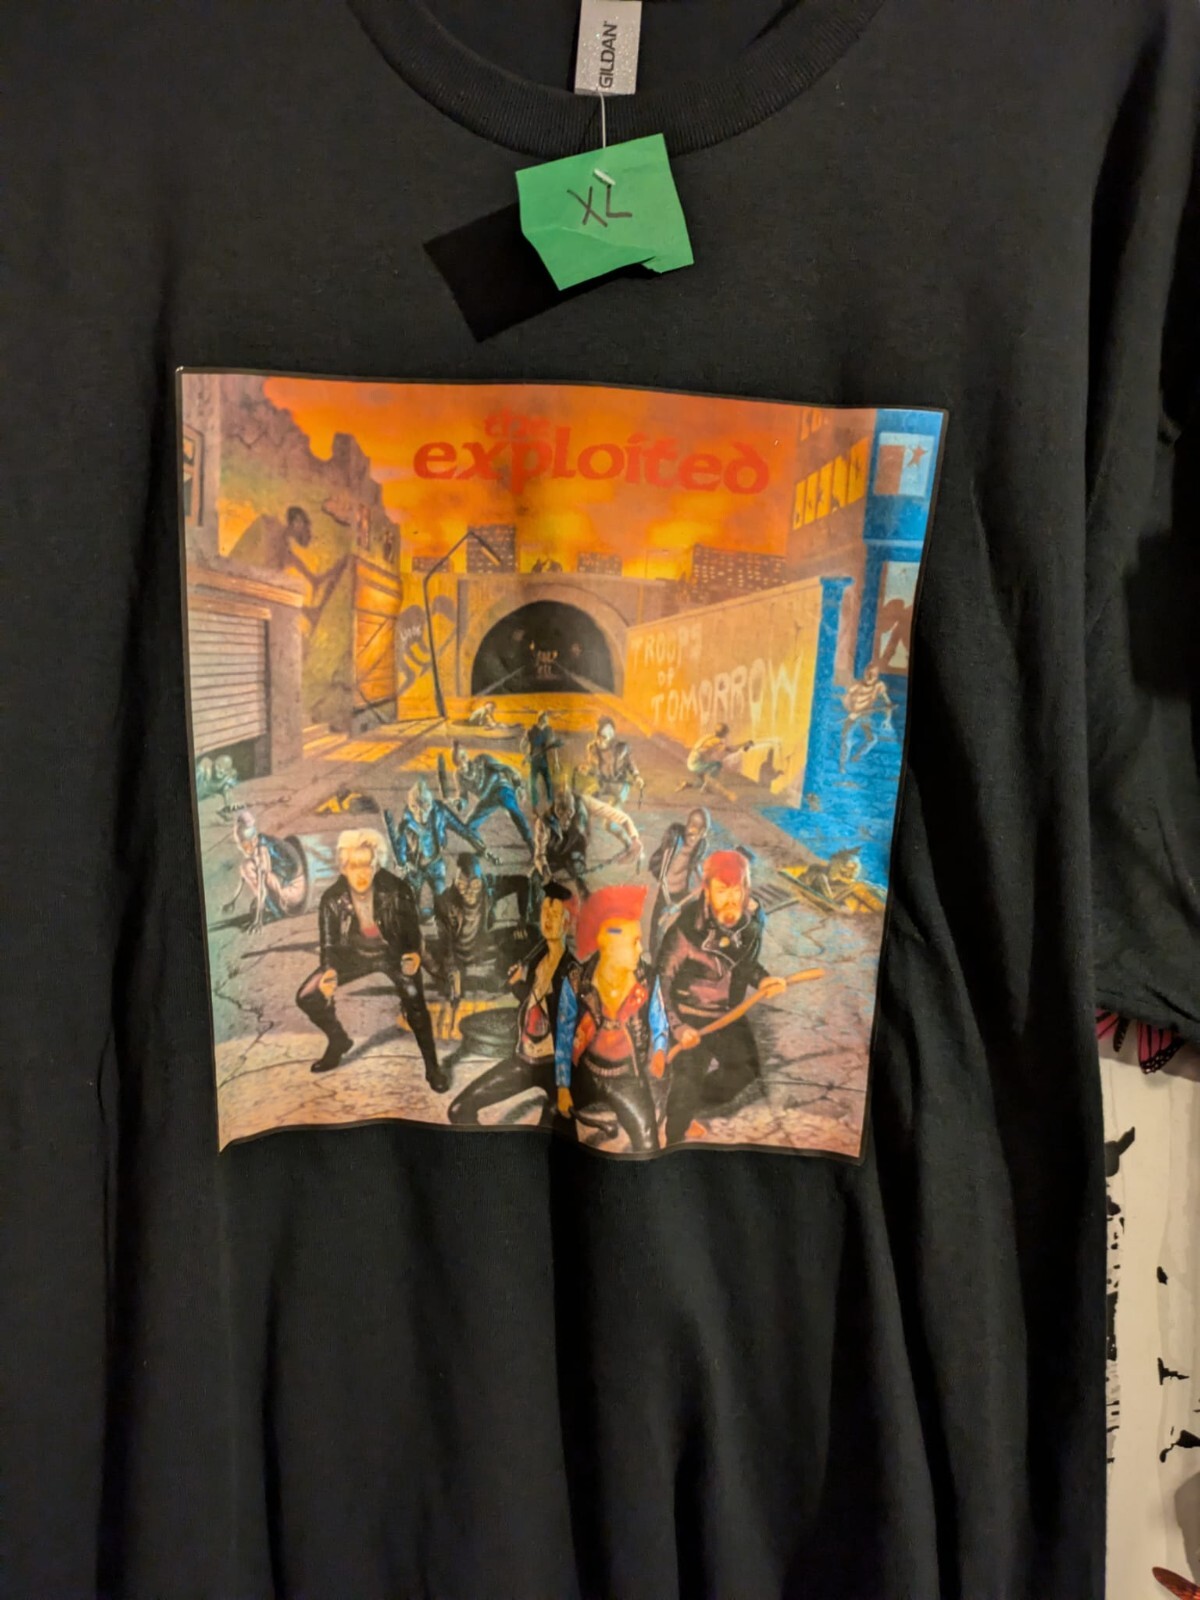 GILDAN
XL
the
exploited
TROOPS
OF
TOMORROW